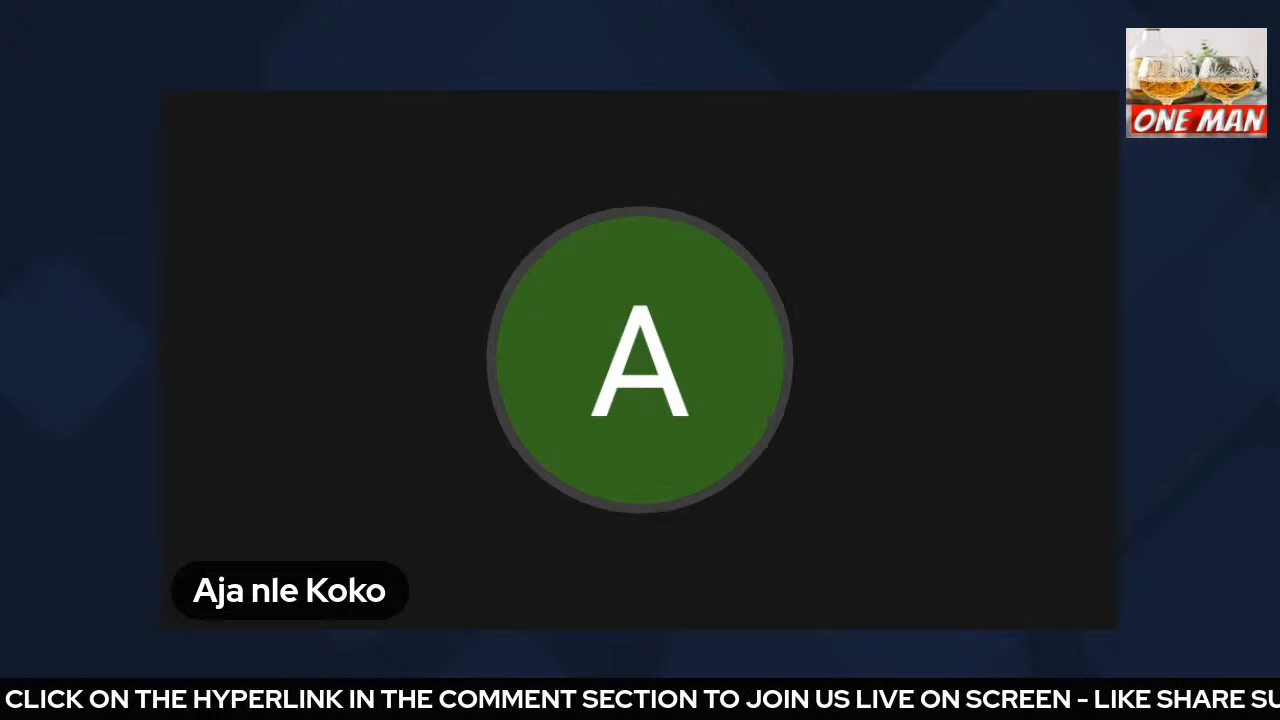 ONE MAN
A
Aja nle Koko
CLICK ON THE HYPERLINK IN THE COMMENT SECTION TO JOIN US LIVE ON SCREEN - LIKE SHARE SU